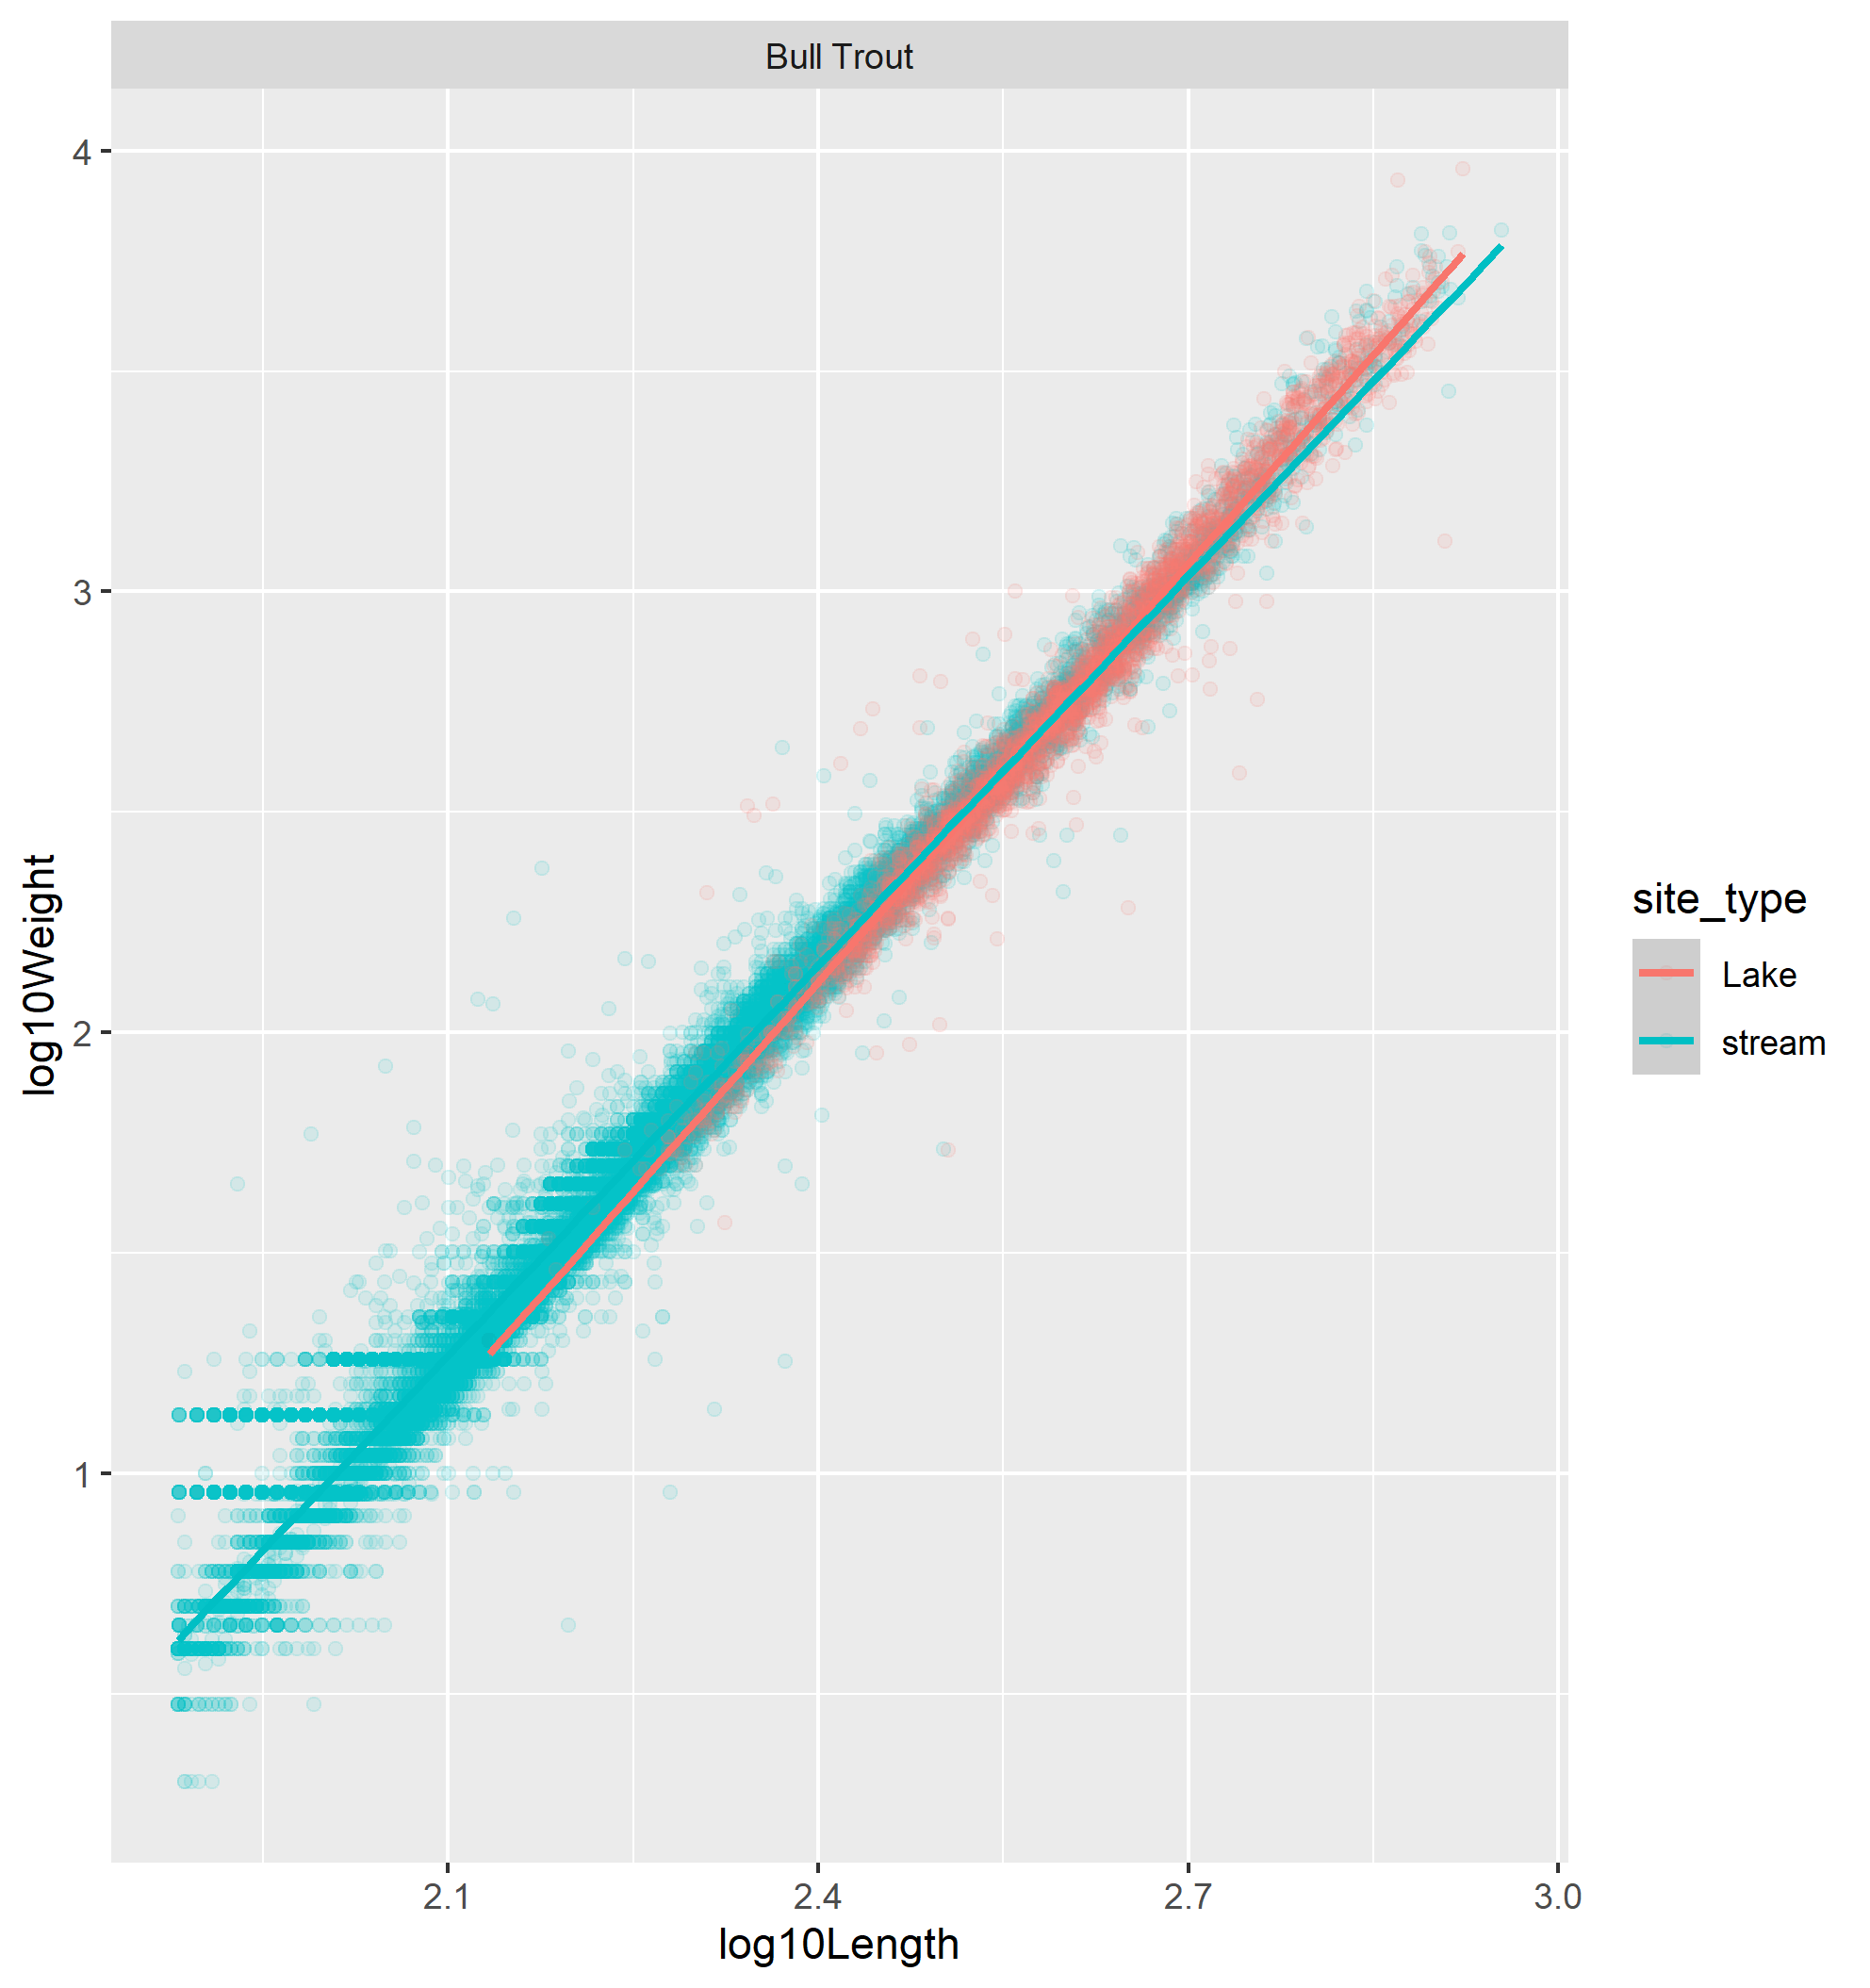 Bull Trout
4
3
2
1
log10Weight
2.1 2.4 2.7 3.0
log10Length
site_type
Lake
stream